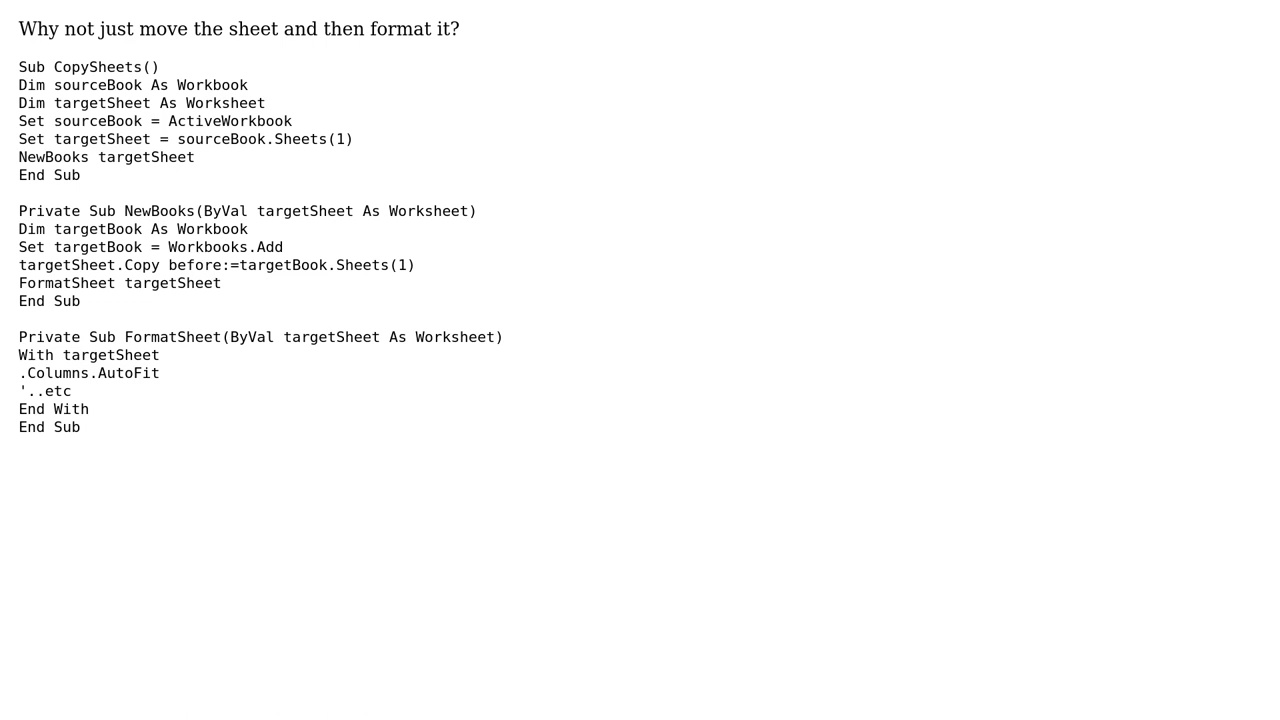 Why not just move the sheet and then format it?
Sub CopySheets()
Dim sourceBook As Workbook
Dim targetSheet As Worksheet
Set sourceBook = ActiveWorkbook
Set targetSheet = sourceBook.Sheets(1)
NewBooks targetSheet
End Sub
Private Sub NewBooks(ByVal targetSheet As Worksheet)
Dim targetBook As Workbook
Set targetBook = Workbooks.Add
targetSheet.Copy before:=targetBook.Sheets(1)
FormatSheet targetSheet
End Sub
Private Sub FormatSheet(ByVal targetSheet As Worksheet)
With targetSheet
.Columns.AutoFit
'..etc
End With
End Sub